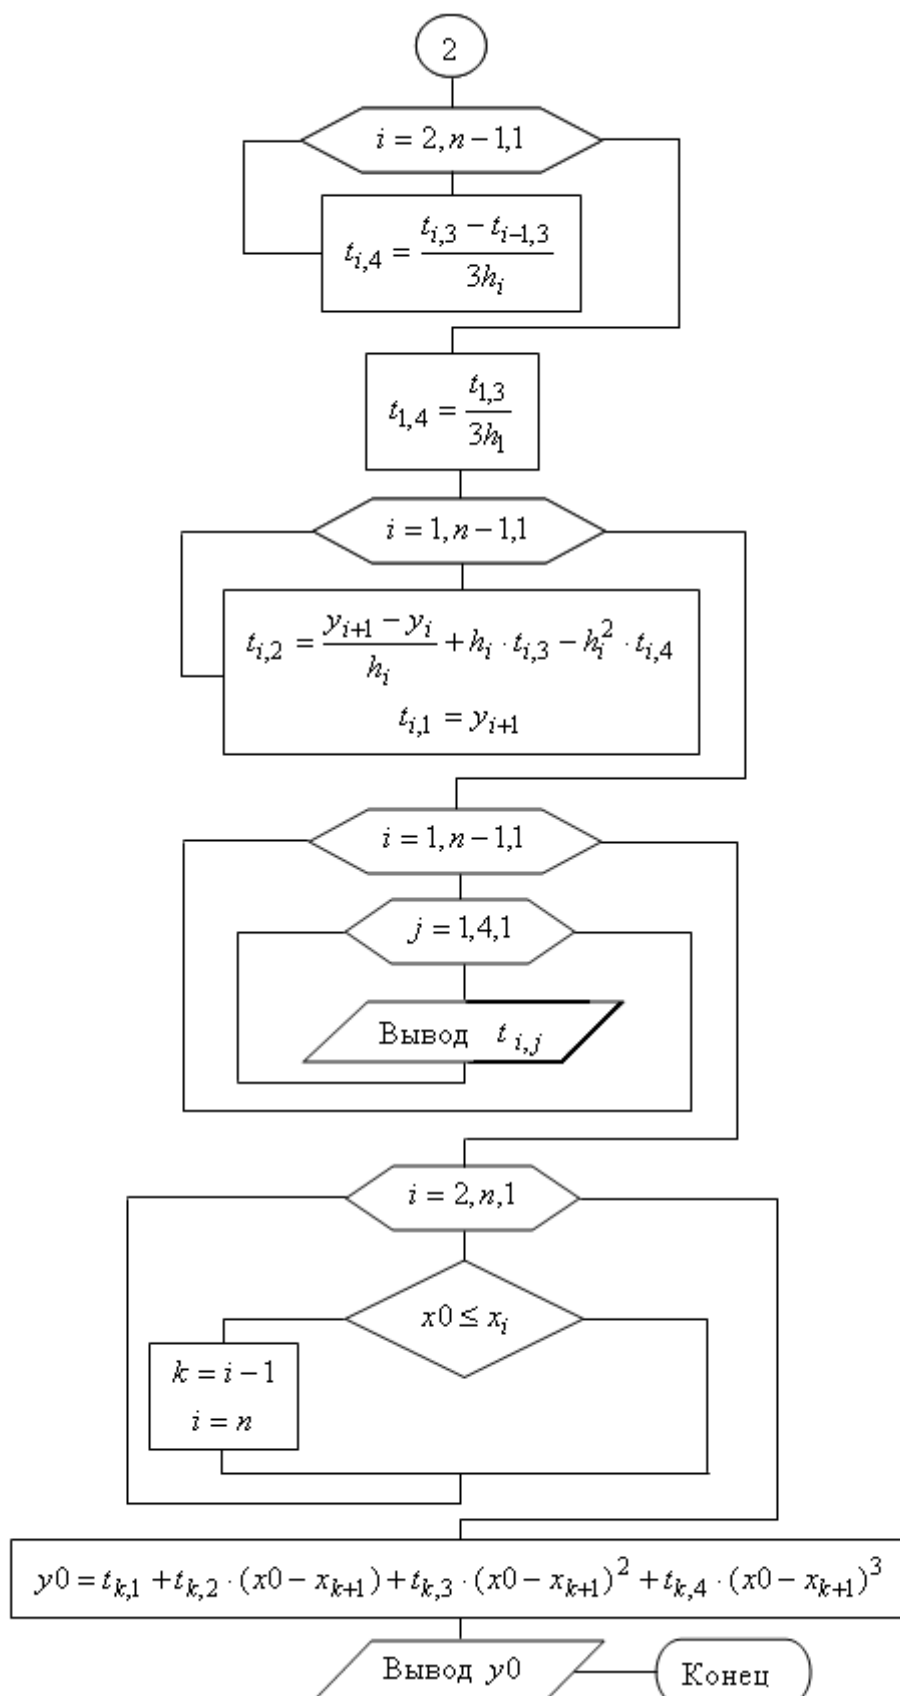 2
i = 2, n − 1,1
t_{i,4} = \frac{t_{i,3} − t_{i−1,3}}{3h_i}
t_{1,4} = \frac{t_{1,3}}{3h_1}
i = 1, n − 1,1
t_{i,2} = \frac{y_{i+1} − y_i}{h_i} + h_i · t_{i,3} − h_i^2 · t_{i,4}
t_{i,1} = y_{i+1}
i = 1, n − 1,1
j = 1,4,1
Вывод t_{i,j}
i = 2, n,1
x0 ≤ x_i
k = i − 1
i = n
y0 = t_{k,1} + t_{k,2} · (x0 − x_{k+1}) + t_{k,3} · (x0 − x_{k+1})^2 + t_{k,4} · (x0 − x_{k+1})^3
Вывод y0
Конец